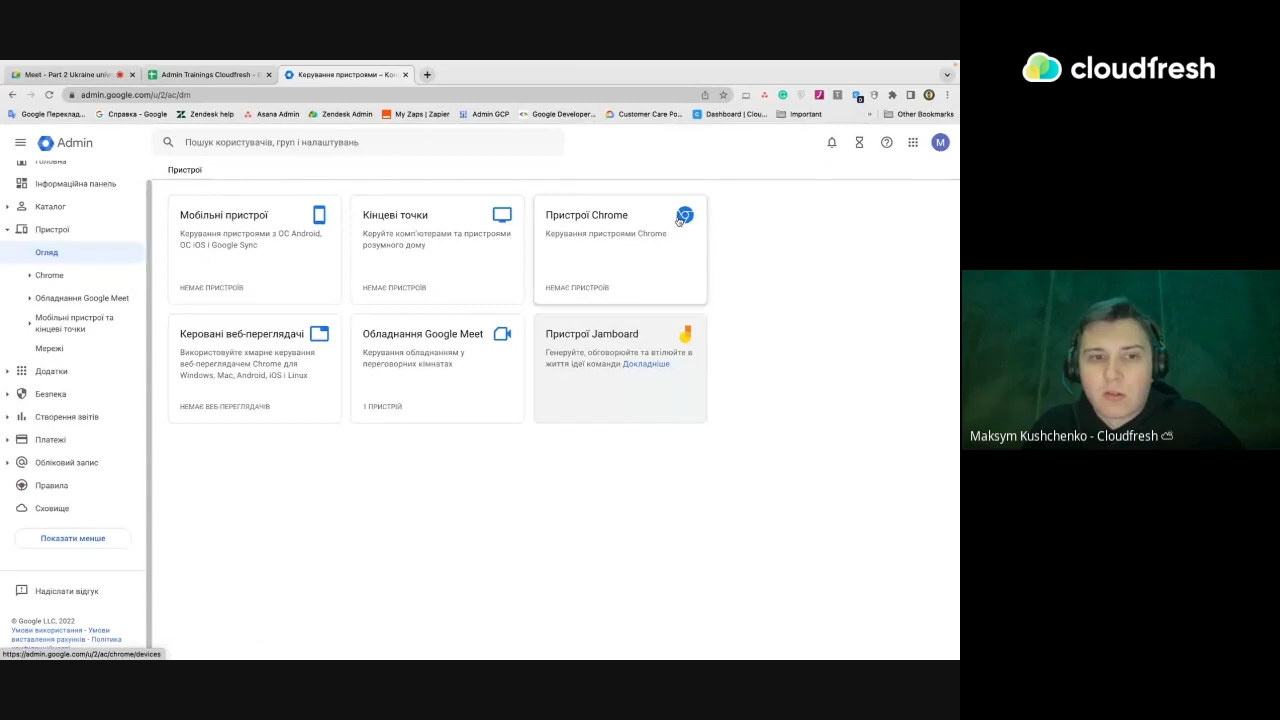 cloudfresh
Meet – Part 2 Ukraine univ
Admin Trainings Cloudfresh - G
Керування пристроями – Кон
admin.google.com/u/2/ac/dm
Google Переклад...
Справка - Google
Zendesk help
Asana Admin
Zendesk Admin
My Zaps | Zapier
Admin GCP
Google Developer...
Customer Care Po...
Dashboard | Clou...
Important
Other Bookmarks
Admin
Пошук користувачів, груп і налаштувань
M
Головна
Інформаційна панель
Каталог
Пристрої
Огляд
Chrome
Обладнання Google Meet
Мобільні пристрої та
кінцеві точки
Мережі
Додатки
Безпека
Створення звітів
Платежі
Обліковий запис
Правила
Сховище
Показати менше
Надіслати відгук
© Google LLC, 2022
Умови використання - Умови
виставлення рахунків - Політика
https://admin.google.com/u/2/ac/chrome/devices
Пристрої
Мобільні пристрої
Керування пристроями з ОС Android,
ОС iOS і Google Sync
НЕМАЄ ПРИСТРОЇВ
Кінцеві точки
Керуйте комп'ютерами та пристроями
розумного дому
НЕМАЄ ПРИСТРОЇВ
Пристрої Chrome
Керування пристроями Chrome
НЕМАЄ ПРИСТРОЇВ
Керовані веб-переглядачі
Використовуйте хмарне керування
веб-переглядачем Chrome для
Windows, Mac, Android, iOS і Linux
НЕМАЄ ВЕБ-ПЕРЕГЛЯДАЧІВ
Обладнання Google Meet
Керування обладнанням у
переговорних кімнатах
1 ПРИСТРІЙ
Пристрої Jamboard
Генеруйте, обговорюйте та втілюйте в
життя ідеї команди Докладніше
Maksym Kushchenko - Cloudfresh